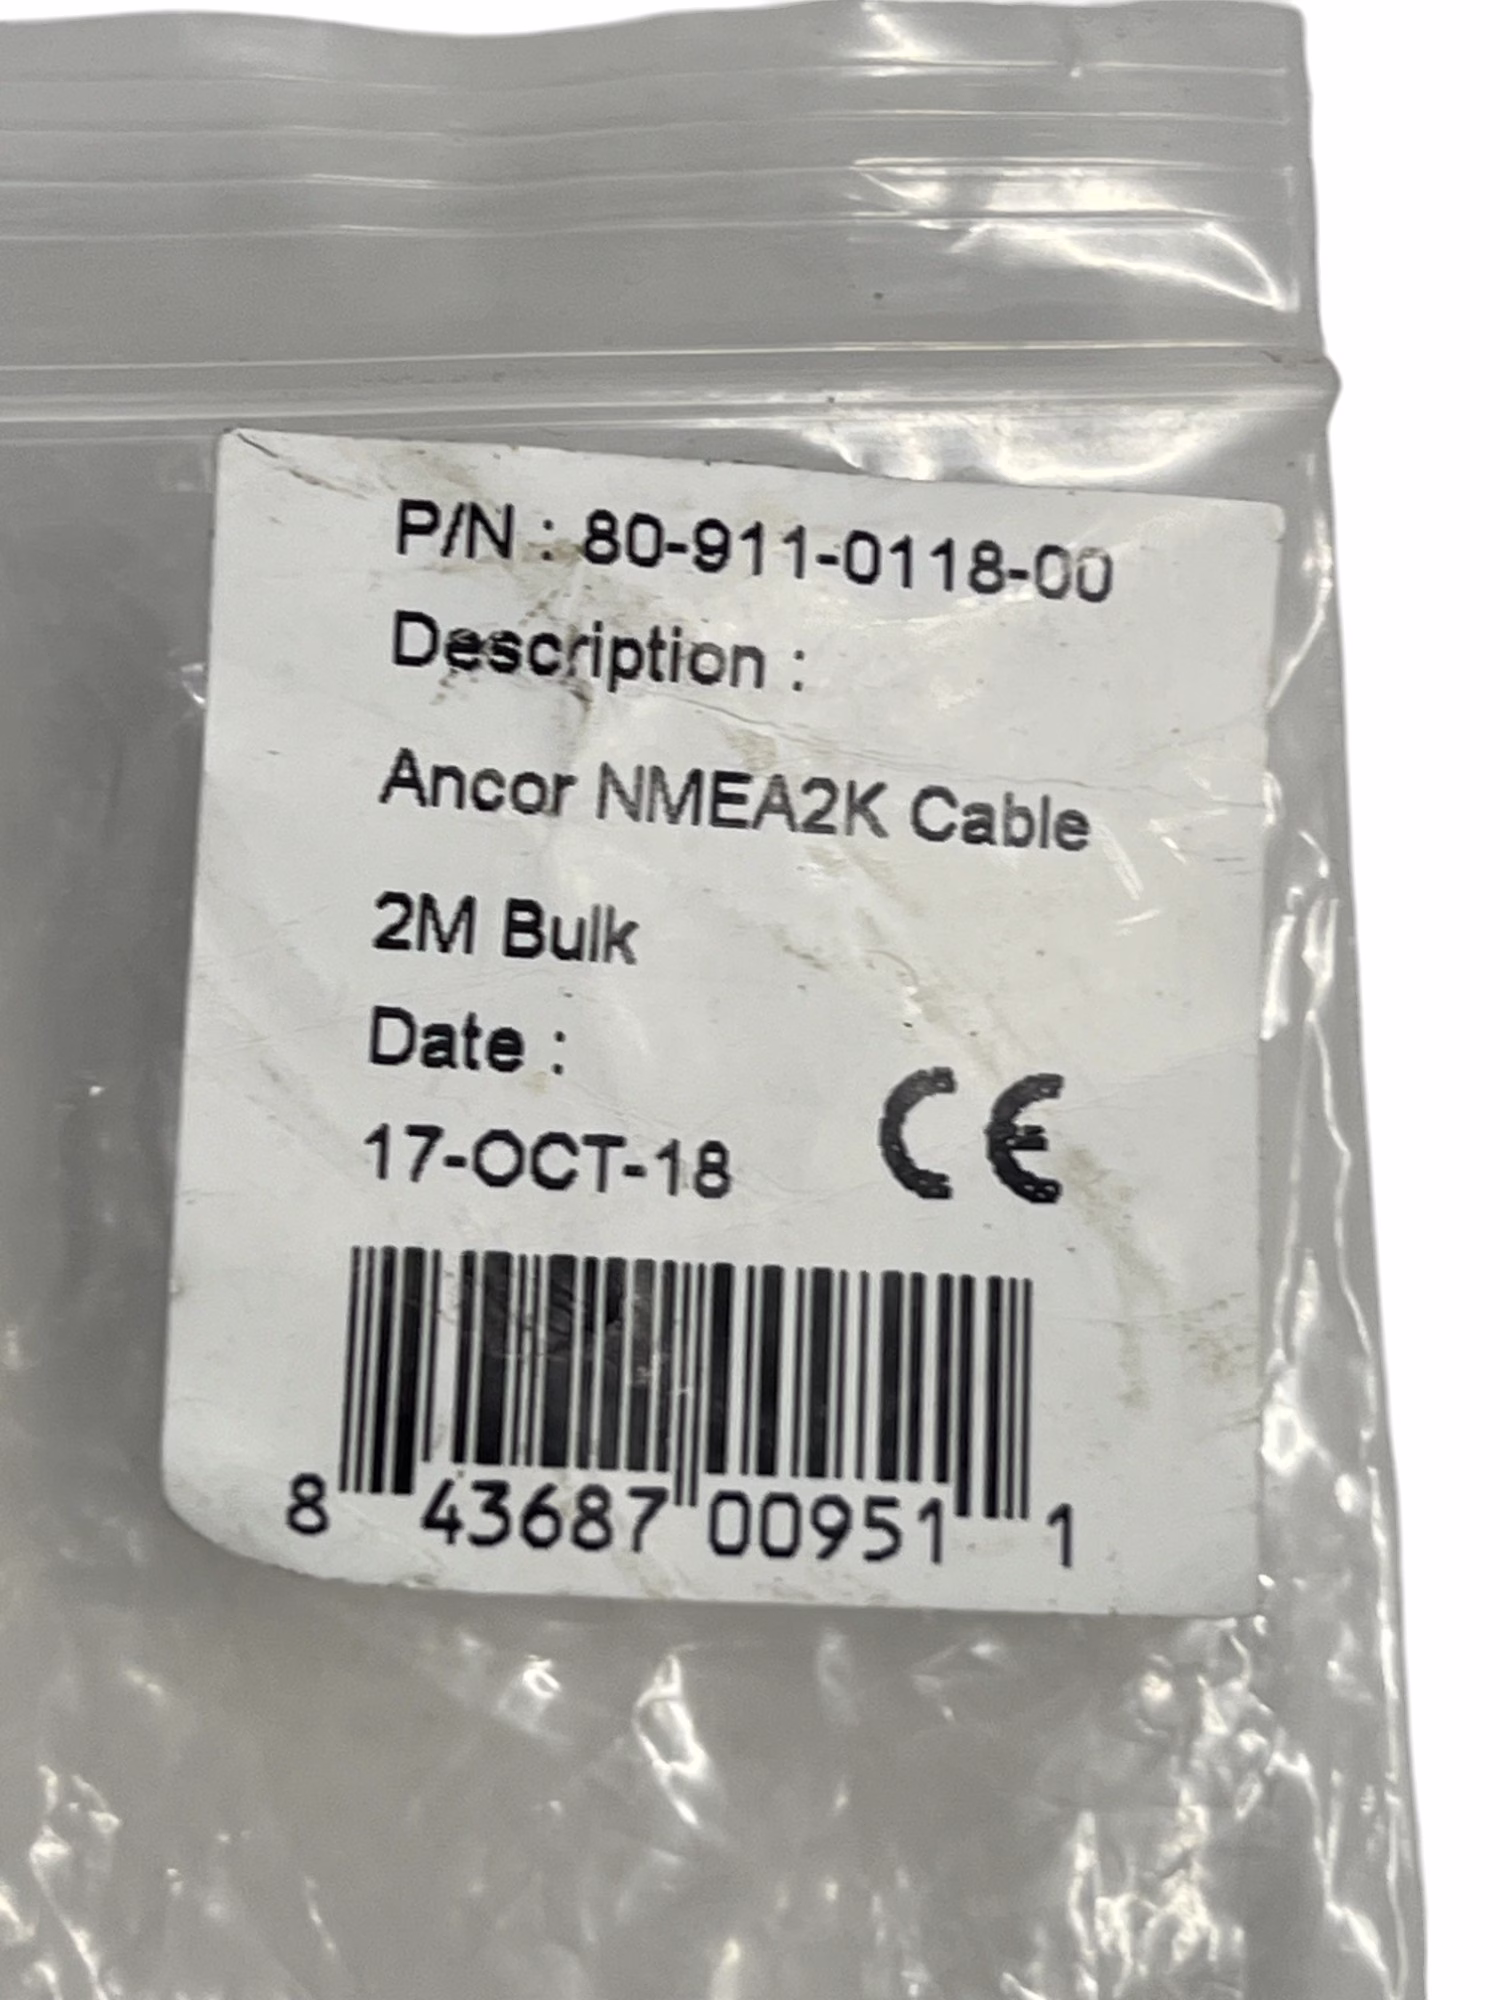 P/N : 80-911-0118-00
Description :
Ancor NMEA2K Cable
2M Bulk
Date :
17-OCT-18 CE
8 43687 00951 1